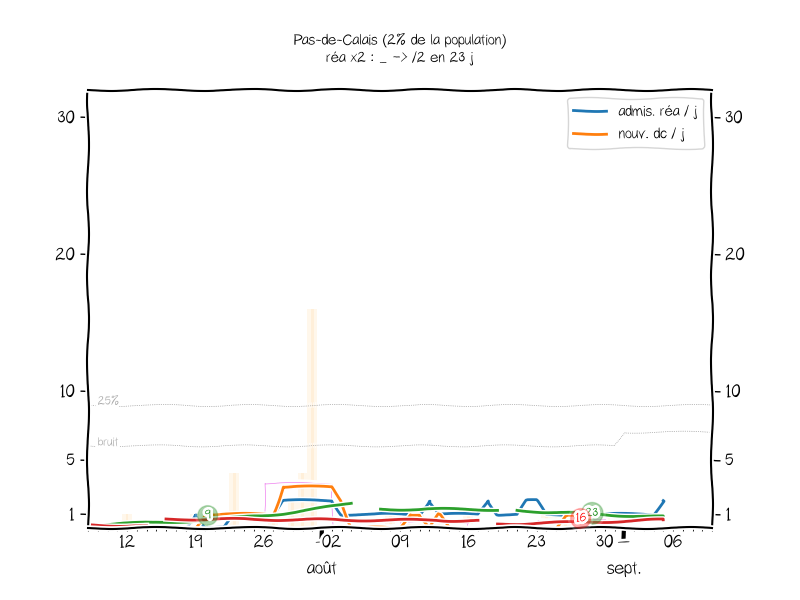 Pas-de-Calais (2% de la population)
réa x2 : _ -> /2 en 23 j
admis. réa / j
nouv. dc / j
30
30
20
20
10
10
25%
bruit
5
5
1
1
9
16
23
12 19 26 02 09 16 23 30 06
août sept.